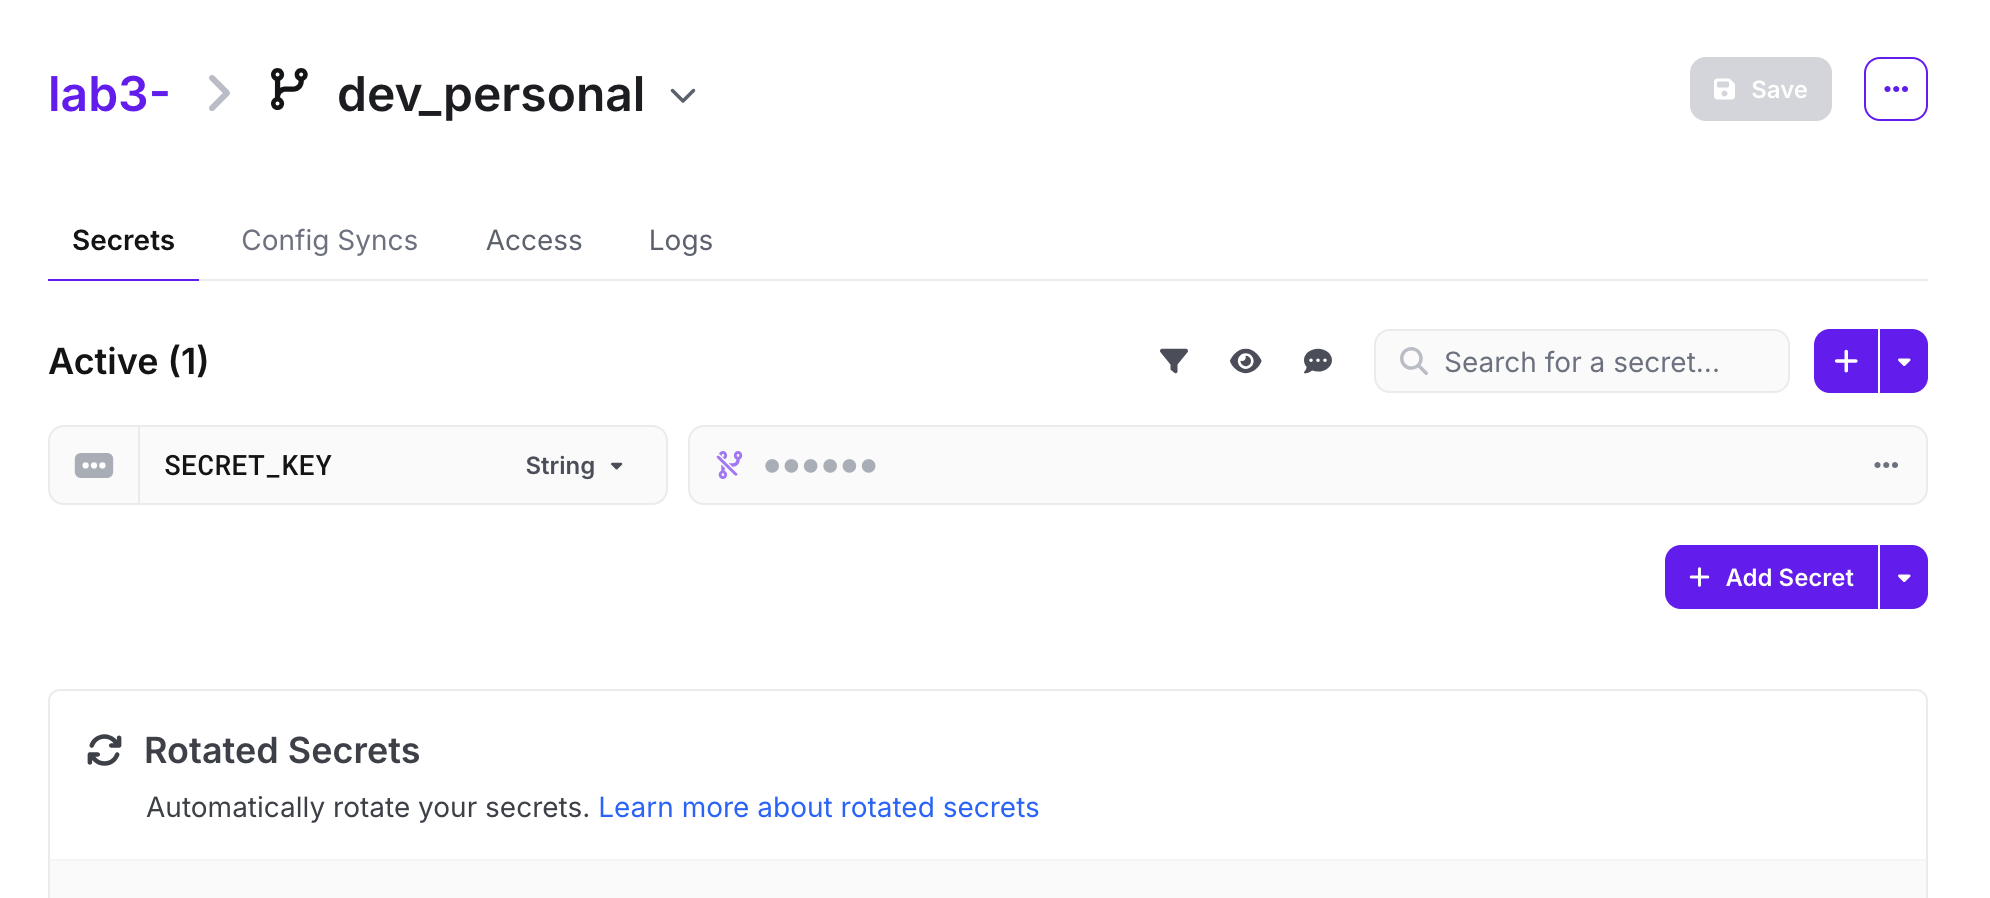 lab3- dev_personal Save
Secrets Config Syncs Access Logs
Active (1) Search for a secret...
SECRET_KEY String
Add Secret
Rotated Secrets
Automatically rotate your secrets. Learn more about rotated secrets